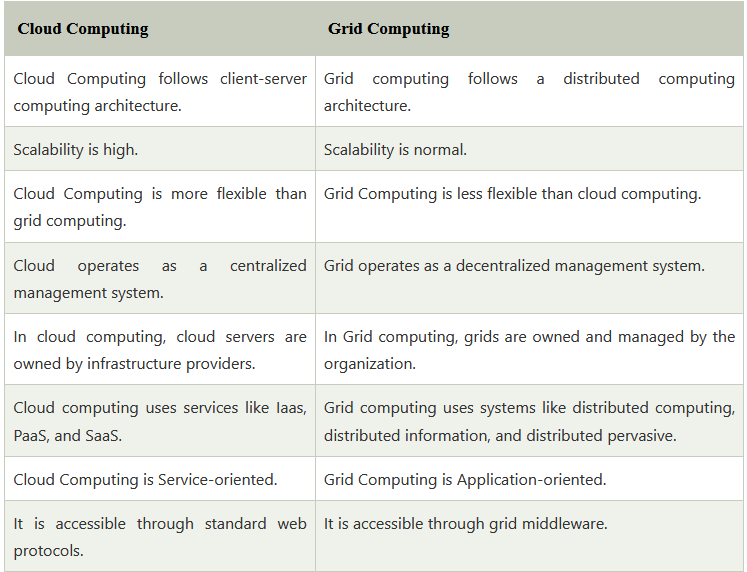 Cloud Computing
Grid Computing
Cloud Computing follows client-server
computing architecture.
Grid computing follows a distributed computing
architecture.
Scalability is high.
Scalability is normal.
Cloud Computing is more flexible than
grid computing.
Grid Computing is less flexible than cloud computing.
Cloud operates as a centralized
management system.
Grid operates as a decentralized management system.
In cloud computing, cloud servers are
owned by infrastructure providers.
In Grid computing, grids are owned and managed by the
organization.
Cloud computing uses services like Iaas,
PaaS, and SaaS.
Grid computing uses systems like distributed computing,
distributed information, and distributed pervasive.
Cloud Computing is Service-oriented.
Grid Computing is Application-oriented.
It is accessible through standard web
protocols.
It is accessible through grid middleware.